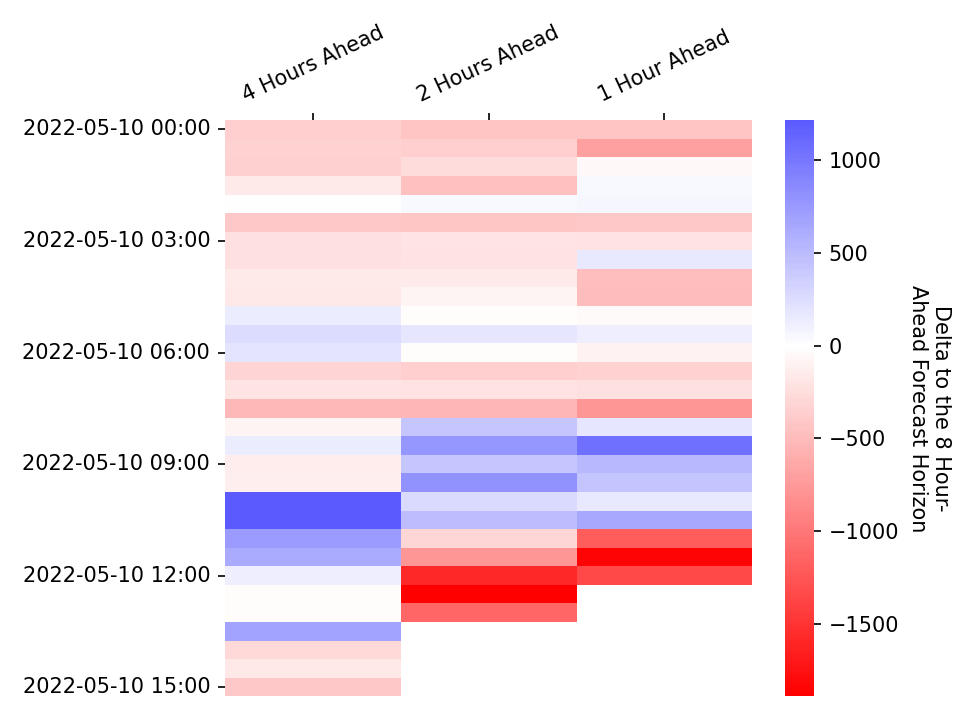 4 Hours Ahead
2 Hours Ahead
1 Hour Ahead
2022-05-10 00:00
2022-05-10 03:00
2022-05-10 06:00
2022-05-10 09:00
2022-05-10 12:00
2022-05-10 15:00
1000
500
0
−500
−1000
−1500
Delta to the 8 Hour-
Ahead Forecast Horizon